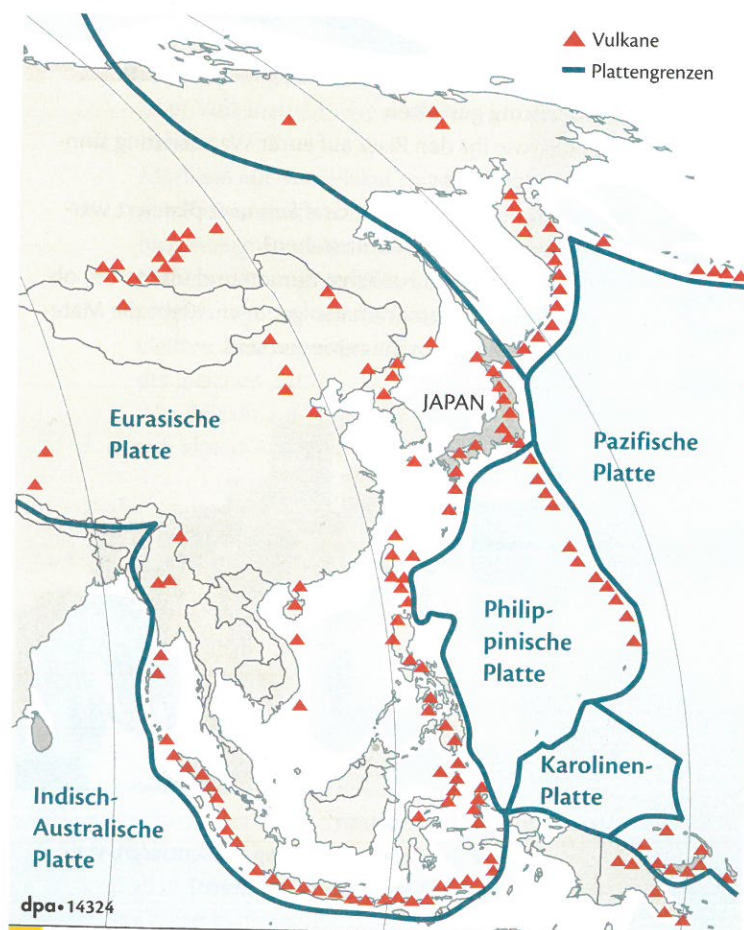 Vulkane
Plattengrenzen
JAPAN
Eurasische
Platte
Pazifische
Platte
Philip-
pinische
Platte
Karolinen-
Platte
Indisch-
Australische
Platte
dpa•14324